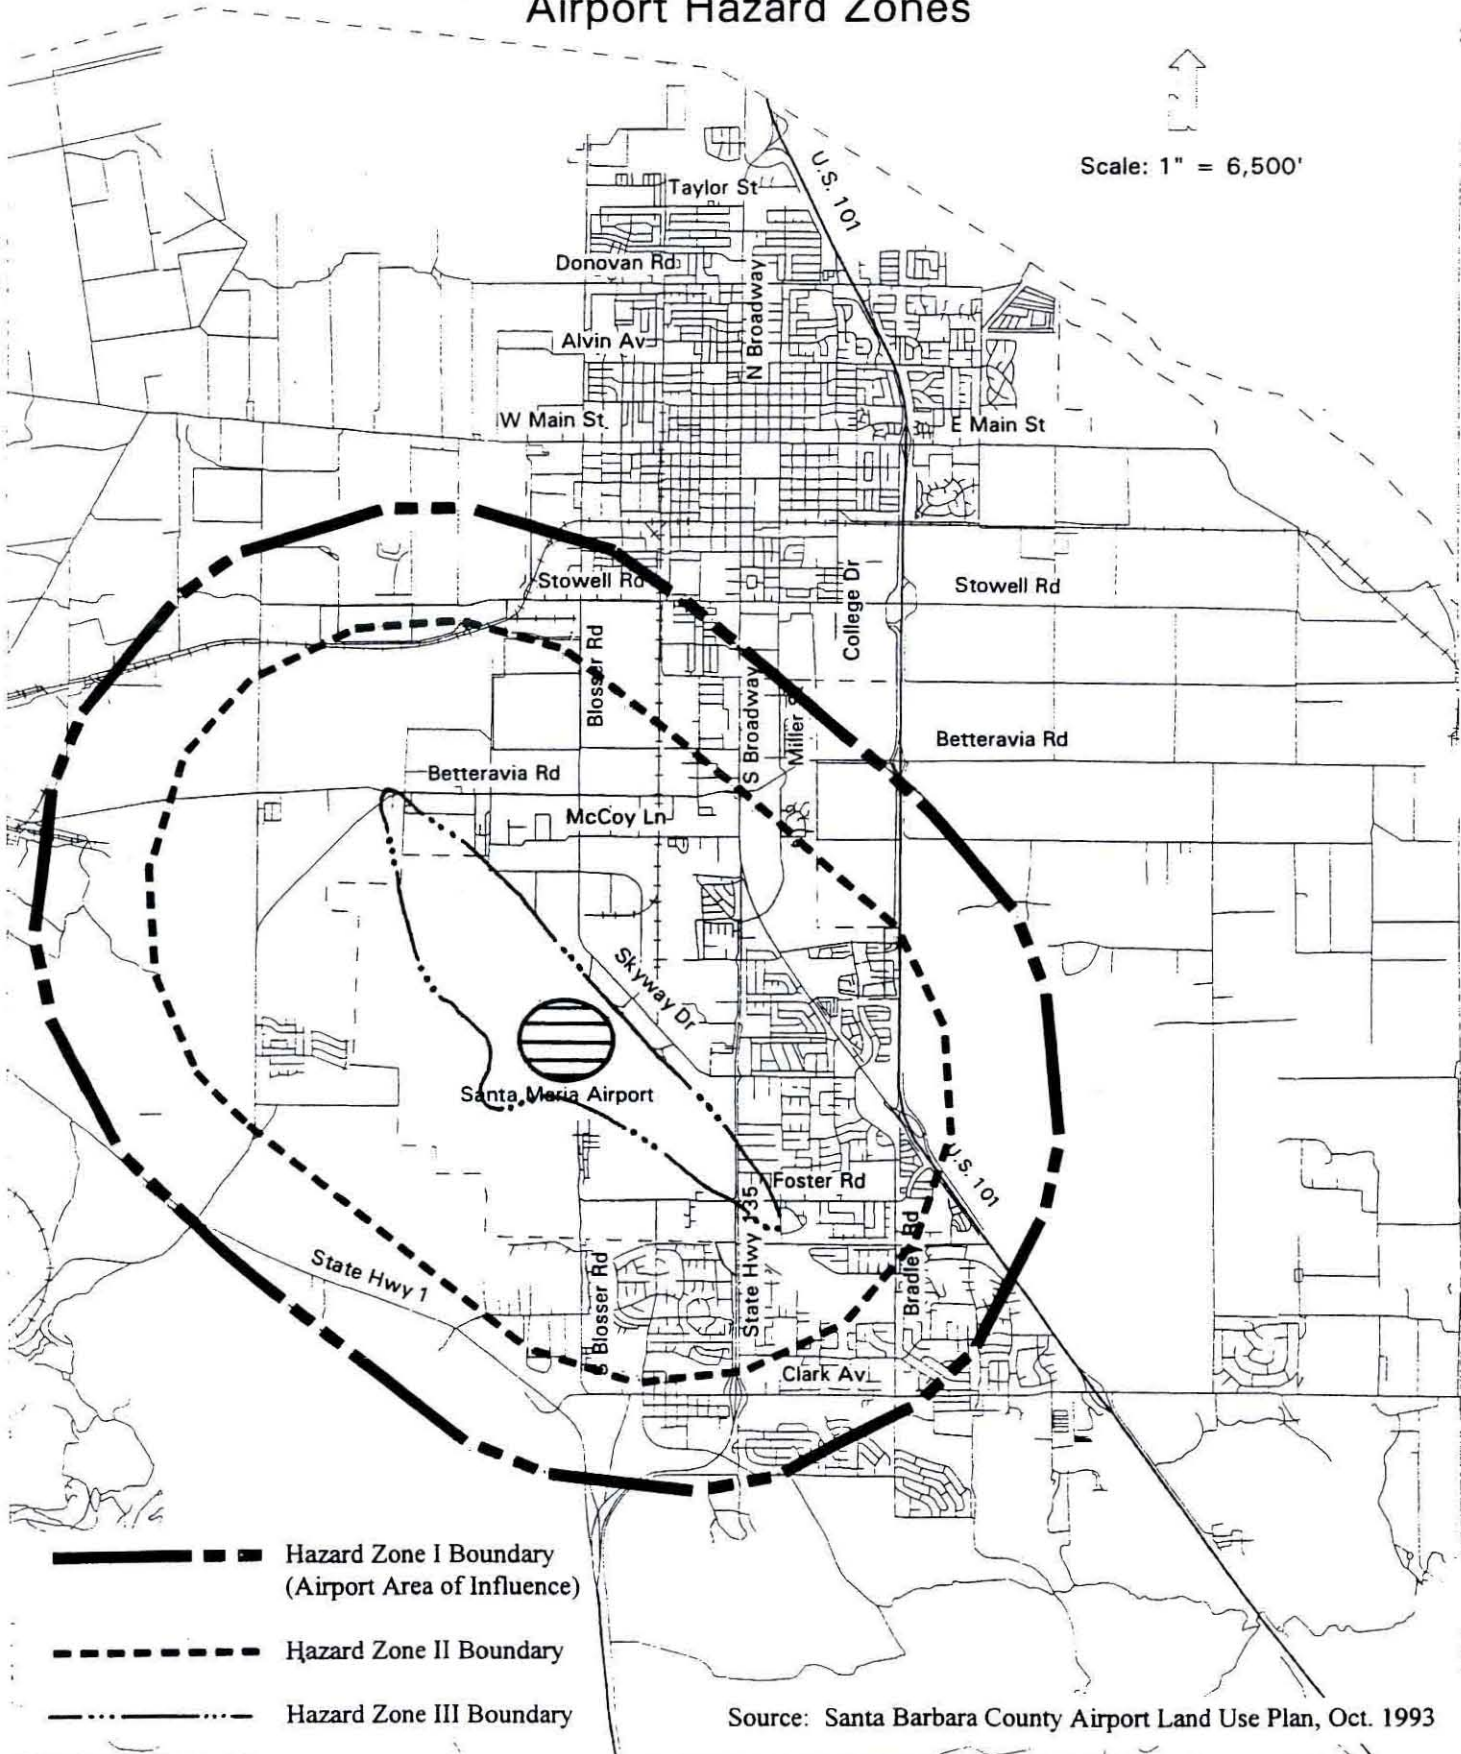 Airport Hazard Zones
Scale: 1" = 6,500'
U.S. 101
Taylor St
Donovan Rd
N Broadway
Alvin Av
W Main St
E Main St
Stowell Rd
College Dr
Stowell Rd
Blosser Rd
S Broadway
Miller
Betteravia Rd
Betteravia Rd
McCoy Ln
Skyway Dr
Santa Maria Airport
U.S. 101
Foster Rd
State Hwy 135
Bradley Rd
State Hwy 1
S Blosser Rd
Clark Av
Hazard Zone I Boundary
(Airport Area of Influence)
Hazard Zone II Boundary
Hazard Zone III Boundary
Source: Santa Barbara County Airport Land Use Plan, Oct. 1993